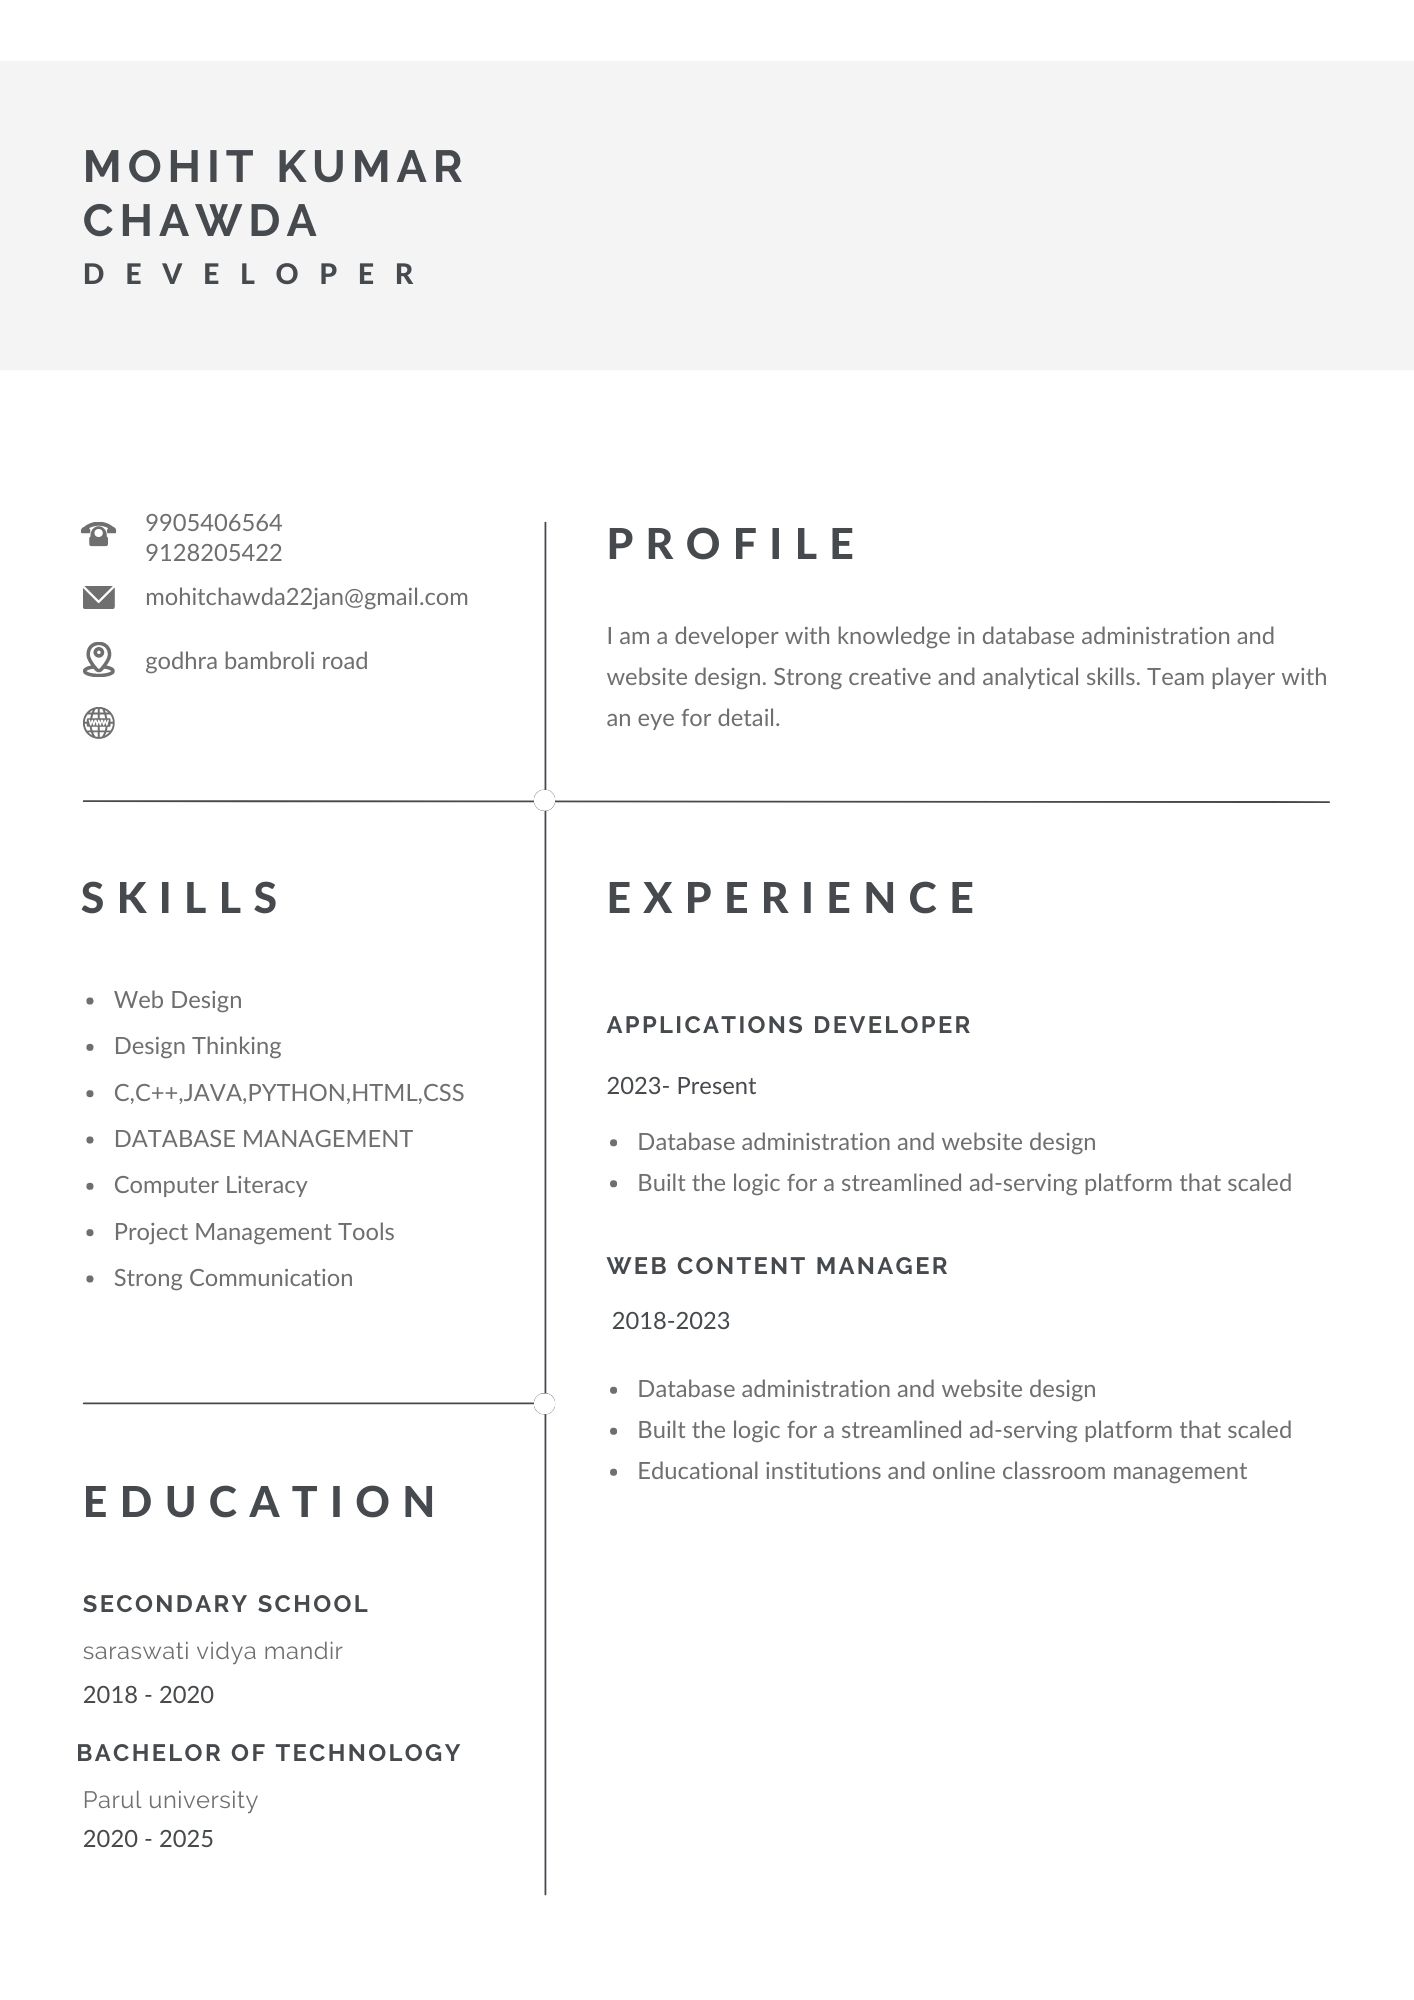 MOHIT KUMAR
CHAWDA
DEVELOPER
9905406564
9128205422
mohitchawda22jan@gmail.com
godhra bambroli road
PROFILE
I am a developer with knowledge in database administration and
website design. Strong creative and analytical skills. Team player with
an eye for detail.
SKILLS
• Web Design
• Design Thinking
• C,C++,JAVA,PYTHON,HTML,CSS
• DATABASE MANAGEMENT
• Computer Literacy
• Project Management Tools
• Strong Communication
EDUCATION
SECONDARY SCHOOL
saraswati vidya mandir
2018 - 2020
BACHELOR OF TECHNOLOGY
Parul university
2020 - 2025
EXPERIENCE
APPLICATIONS DEVELOPER
2023- Present
• Database administration and website design
• Built the logic for a streamlined ad-serving platform that scaled
WEB CONTENT MANAGER
2018-2023
• Database administration and website design
• Built the logic for a streamlined ad-serving platform that scaled
• Educational institutions and online classroom management